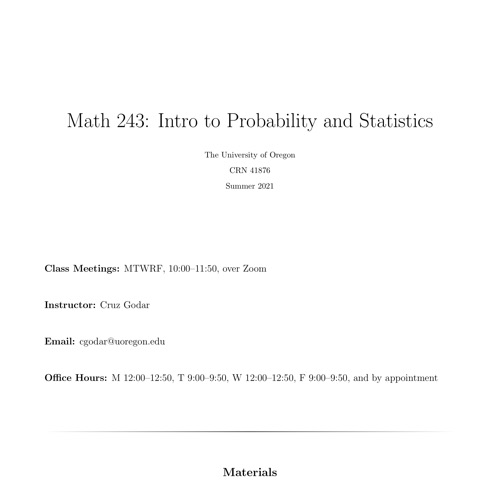 Math 243: Intro to Probability and Statistics
The University of Oregon
CRN 41876
Summer 2021
Class Meetings: MTWRF, 10:00–11:50, over Zoom
Instructor: Cruz Godar
Email: cgodar@uoregon.edu
Office Hours: M 12:00–12:50, T 9:00–9:50, W 12:00–12:50, F 9:00–9:50, and by appointment
Materials